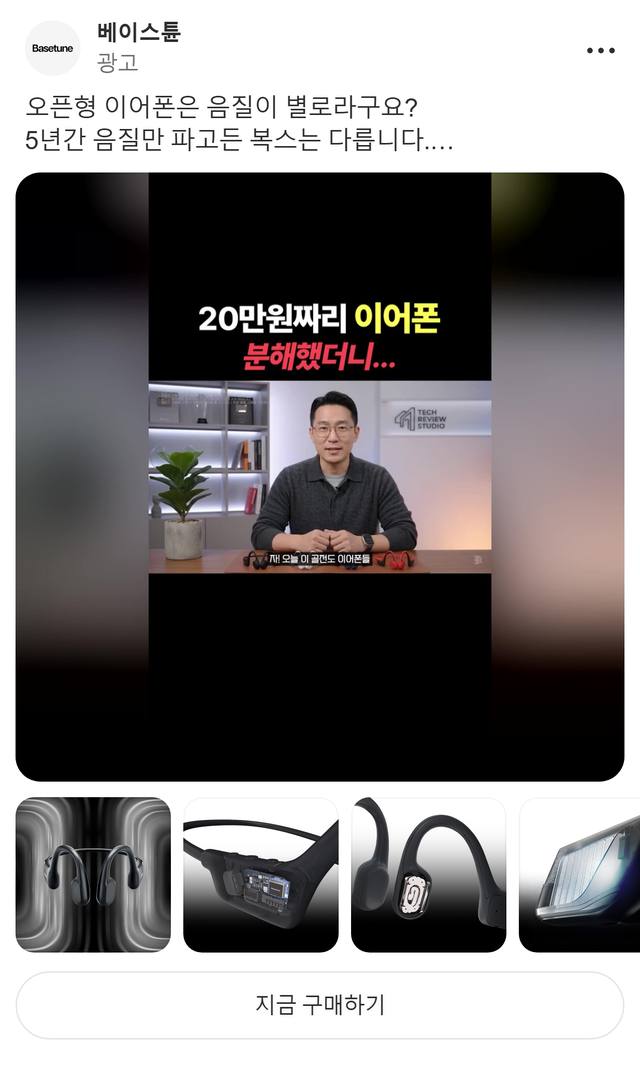 Basetune
베이스튠
광고
오픈형 이어폰은 음질이 별로라구요?
5년간 음질만 파고든 복스는 다릅니다....
20만원짜리 이어폰
분해했더니...
TECH
REVIEW
STUDIO
자! 오늘 이 골전도 이어폰들
지금 구매하기